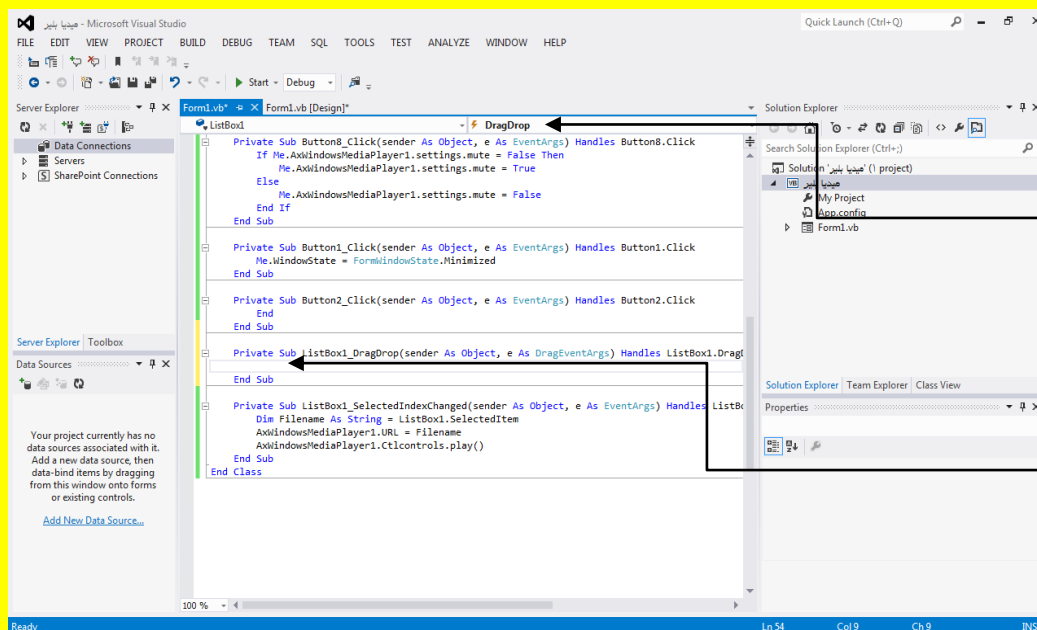 ميديا بلير - Microsoft Visual Studio
Quick Launch (Ctrl+Q)
FILE EDIT VIEW PROJECT BUILD DEBUG TEAM SQL TOOLS TEST ANALYZE WINDOW HELP
Start Debug
Server Explorer
Data Connections
Servers
SharePoint Connections
Server Explorer Toolbox
Data Sources
Your project currently has no
data sources associated with it.
Add a new data source, then
data-bind items by dragging
from this window onto forms
or existing controls.
Add New Data Source...
Form1.vb* Form1.vb [Design]*
ListBox1 DragDrop
Private Sub Button8_Click(sender As Object, e As EventArgs) Handles Button8.Click
If Me.AxWindowsMediaPlayer1.settings.mute = False Then
Me.AxWindowsMediaPlayer1.settings.mute = True
Else
Me.AxWindowsMediaPlayer1.settings.mute = False
End If
End Sub
Private Sub Button1_Click(sender As Object, e As EventArgs) Handles Button1.Click
Me.WindowState = FormWindowState.Minimized
End Sub
Private Sub Button2_Click(sender As Object, e As EventArgs) Handles Button2.Click
End
End Sub
Private Sub ListBox1_DragDrop(sender As Object, e As DragEventArgs) Handles ListBox1.DragD
End Sub
Private Sub ListBox1_SelectedIndexChanged(sender As Object, e As EventArgs) Handles ListBo
Dim Filename As String = ListBox1.SelectedItem
AxWindowsMediaPlayer1.URL = Filename
AxWindowsMediaPlayer1.Ctlcontrols.play()
End Sub
End Class
100 %
Solution Explorer
Search Solution Explorer (Ctrl+;)
Solution 'ميديا بلير' (١ project)
VB ميديا بلير
My Project
App.config
Form1.vb
Solution Explorer Team Explorer Class View
Properties
Ready Ln 54 Col 9 Ch 9 INS